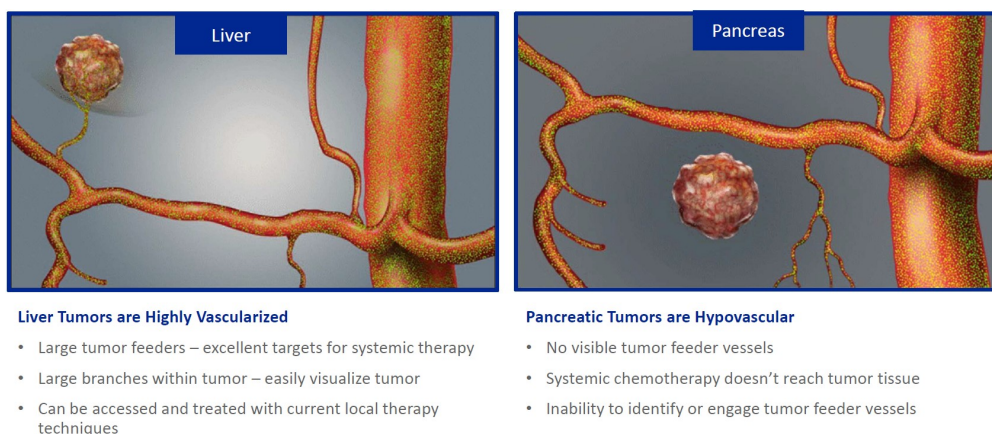 Liver
Pancreas
Liver Tumors are Highly Vascularized
• Large tumor feeders – excellent targets for systemic therapy
• Large branches within tumor – easily visualize tumor
• Can be accessed and treated with current local therapy
techniques
Pancreatic Tumors are Hypovascular
• No visible tumor feeder vessels
• Systemic chemotherapy doesn’t reach tumor tissue
• Inability to identify or engage tumor feeder vessels